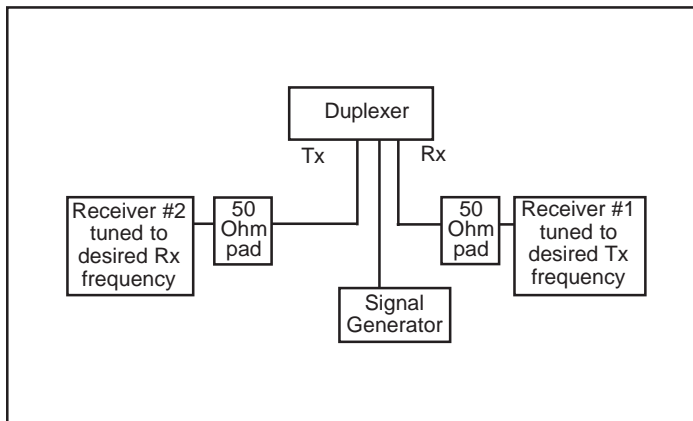 Duplexer
Tx
Rx
Receiver #2
tuned to
desired Rx
frequency
50
Ohm
pad
50
Ohm
pad
Receiver #1
tuned to
desired Tx
frequency
Signal
Generator